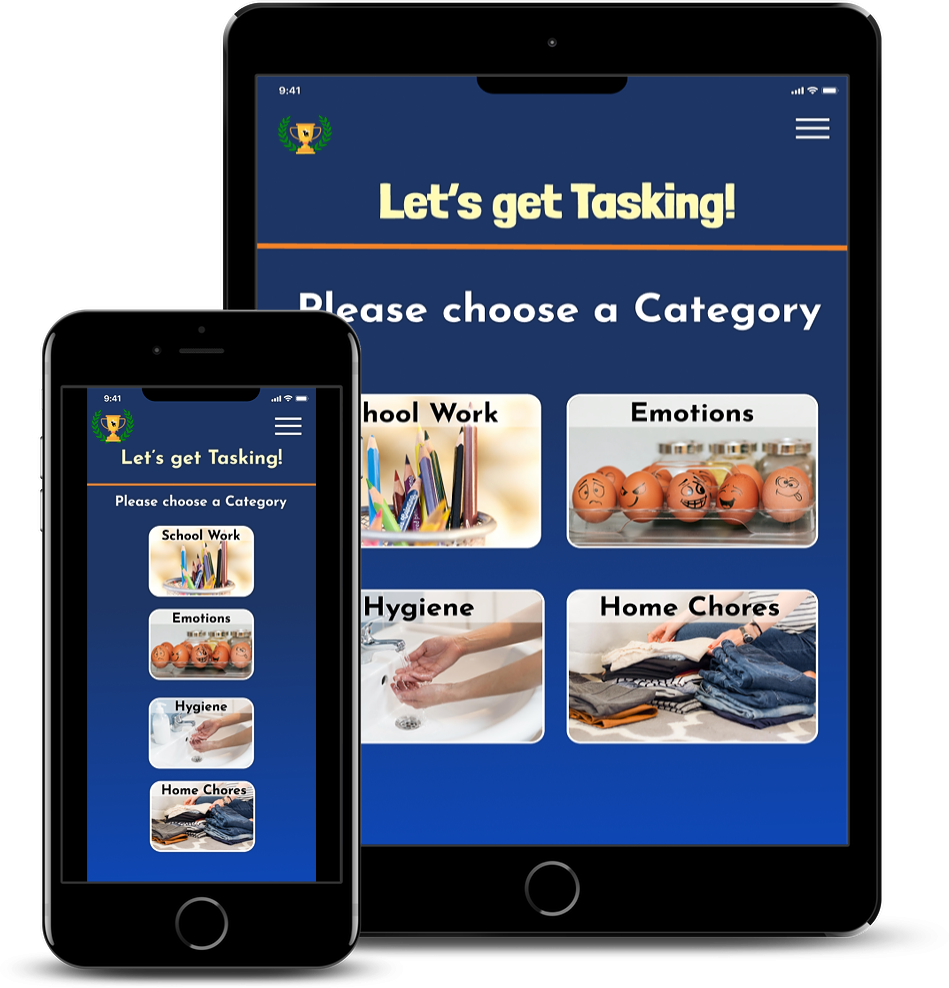 9:41
Let's get Tasking!
Please choose a Category
hool Work
Emotions
Hygiene
Home Chores
9:41
Let's get Tasking!
Please choose a Category
School Work
Emotions
Hygiene
Home Chores